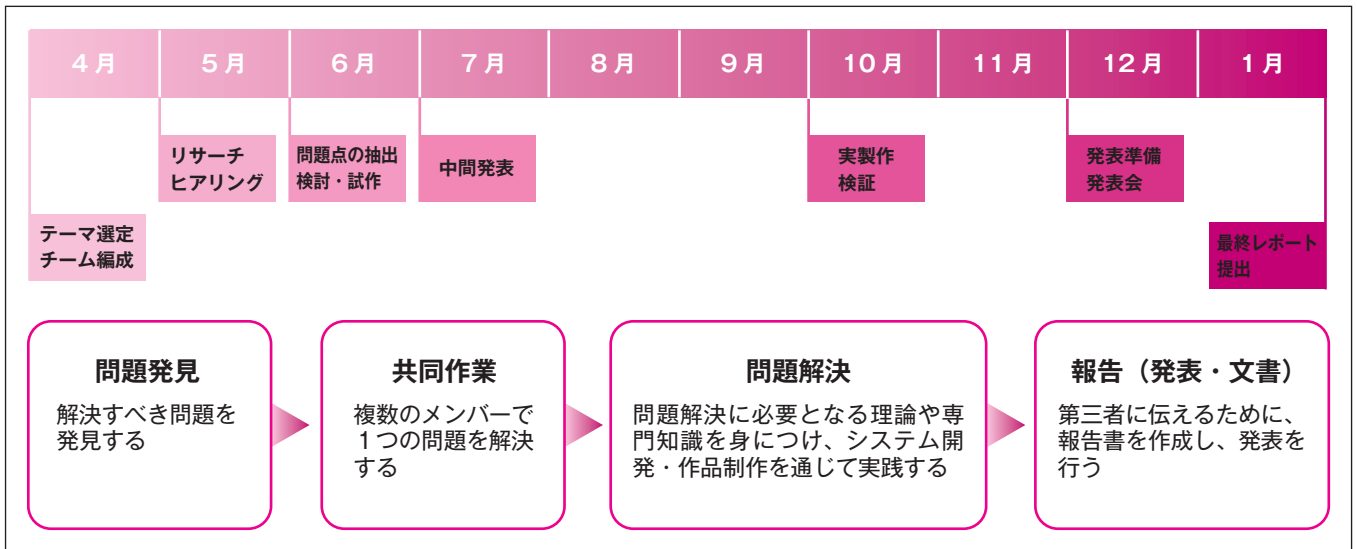 4月 5月 6月 7月 8月 9月 10月 11月 12月 1月
リサーチ
ヒアリング
問題点の抽出
検討・試作
中間発表
実製作
検証
発表準備
発表会
テーマ選定
チーム編成
最終レポート
提出
問題発見
解決すべき問題を
発見する
共同作業
複数のメンバーで
1つの問題を解決
する
問題解決
問題解決に必要となる理論や専
門知識を身につけ、システム開
発・作品制作を通じて実践する
報告（発表・文書）
第三者に伝えるために、
報告書を作成し、発表を
行う